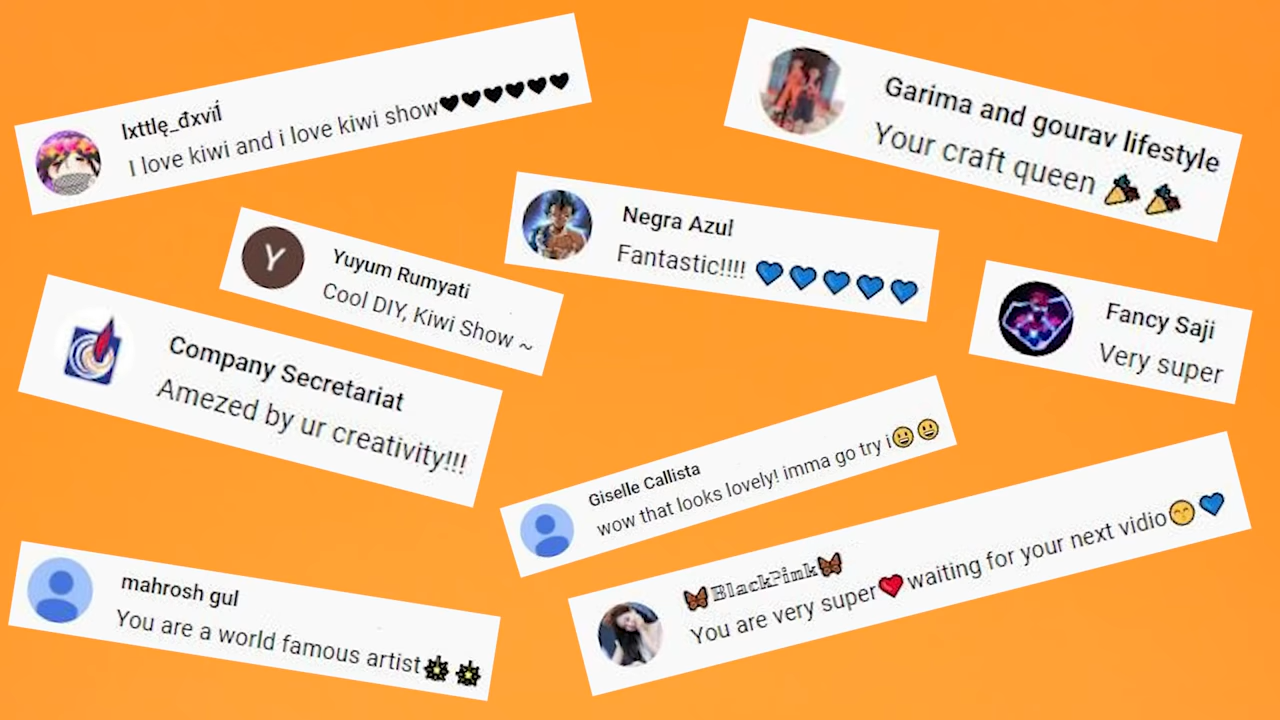 lxttlę_đxvïĺ
I love kiwi and i love kiwi show🖤🖤🖤🖤🖤🖤
Garima and gourav lifestyle
Your craft queen 🎉🎉
Negra Azul
Fantastic!!!! 💙💙💙💙💙
Y
Yuyum Rumyati
Cool DIY, Kiwi Show ~
Fancy Saji
Very super
Company Secretariat
Amezed by ur creativity!!!
Giselle Callista
wow that looks lovely! imma go try i😀😀
🦋𝔹𝕝𝕒𝕔𝕜ℙ𝕚𝕟𝕜🦋
You are very super❤️waiting for your next vidio😁💙
mahrosh gul
You are a world famous artist✴️✴️